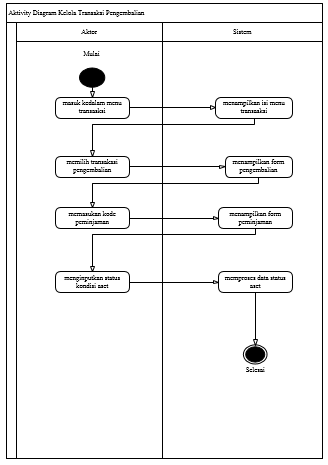 Aktivity Diagram Kelola Transaksi Pengembalian
Aktor
Sistem
Mulai
masuk kedalam menu
transaksi
menampilkan isi menu
transaksi
memilih transakasi
pengembalian
menampilkan form
pengembalian
memasukan kode
peminjaman
menampilkan form
peminjaman
menginputkan status
kondisi aset
memproses data status
aset
Selesai